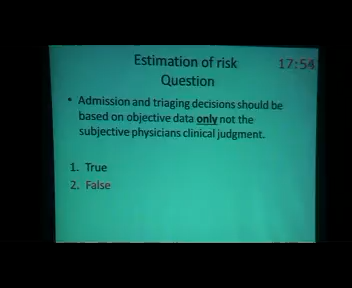 Estimation of risk
17:54
Question
• Admission and triaging decisions should be
based on objective data only not the
subjective physicians clinical judgment.
1. True
2. False